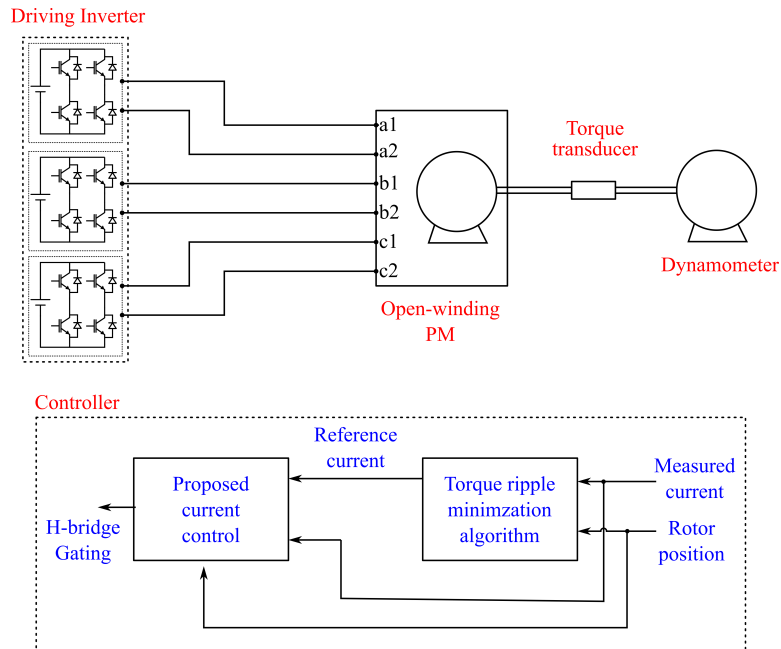 Driving Inverter
a1
a2
b1
b2
c1
c2
Torque
transducer
Dynamometer
Open-winding
PM
Controller
Reference
current
Proposed
current
control
Torque ripple
minimzation
algorithm
Measured
current
Rotor
position
H-bridge
Gating